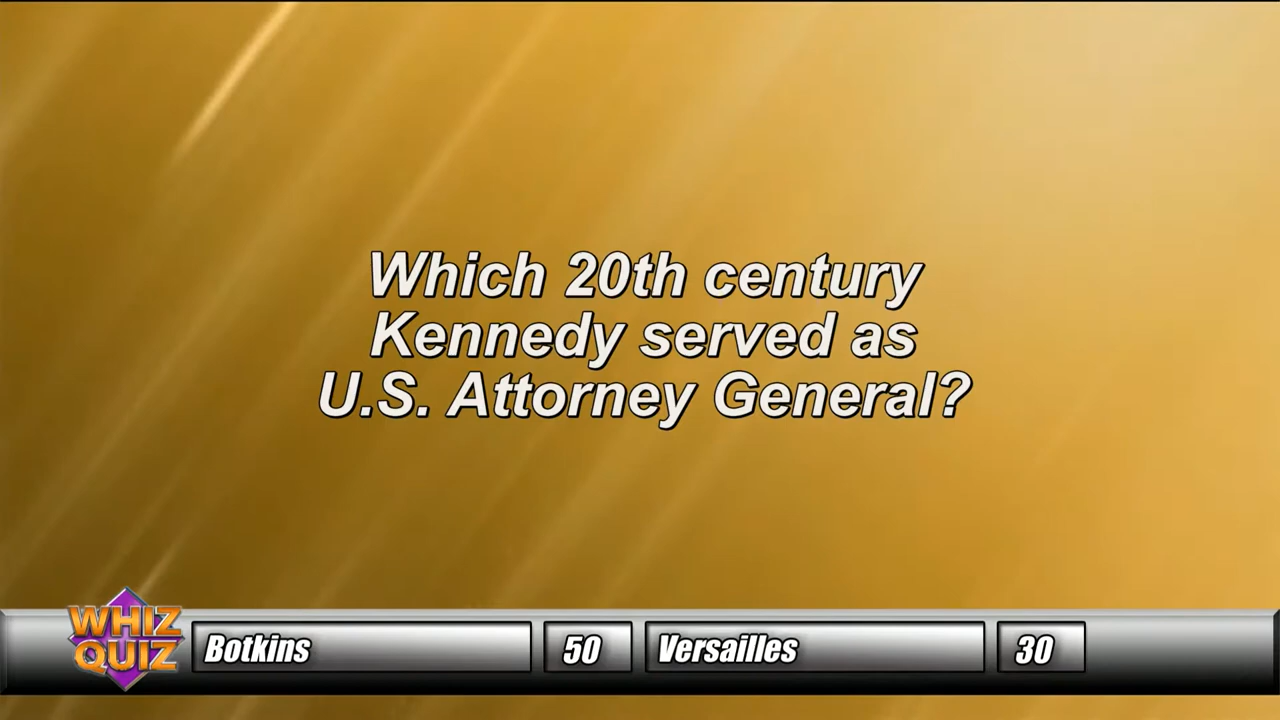 Which 20th century
Kennedy served as
U.S. Attorney General?
WHIZ
QUIZ
Botkins
50
Versailles
30